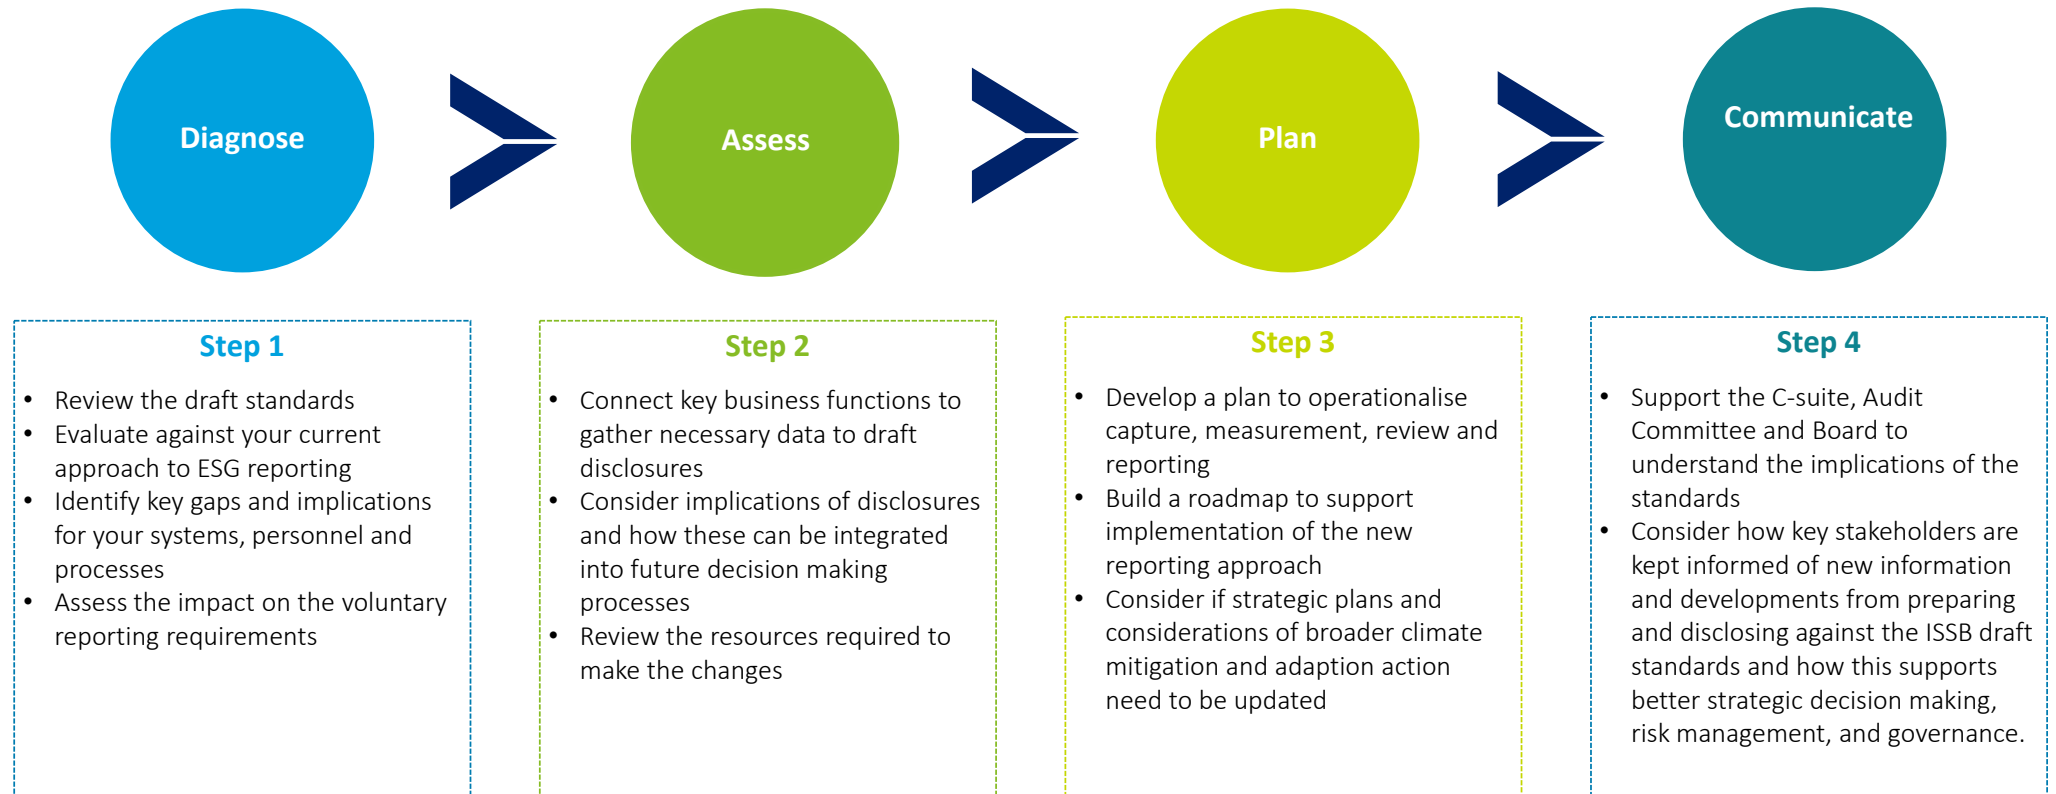 Diagnose
Assess
Plan
Communicate
Step 1
• Review the draft standards
• Evaluate against your current
approach to ESG reporting
• Identify key gaps and implications
for your systems, personnel and
processes
• Assess the impact on the voluntary
reporting requirements
Step 2
• Connect key business functions to
gather necessary data to draft
disclosures
• Consider implications of disclosures
and how these can be integrated
into future decision making
processes
• Review the resources required to
make the changes
Step 3
• Develop a plan to operationalise
capture, measurement, review and
reporting
• Build a roadmap to support
implementation of the new
reporting approach
• Consider if strategic plans and
considerations of broader climate
mitigation and adaption action
need to be updated
Step 4
• Support the C-suite, Audit
Committee and Board to
understand the implications of the
standards
• Consider how key stakeholders are
kept informed of new information
and developments from preparing
and disclosing against the ISSB draft
standards and how this supports
better strategic decision making,
risk management, and governance.